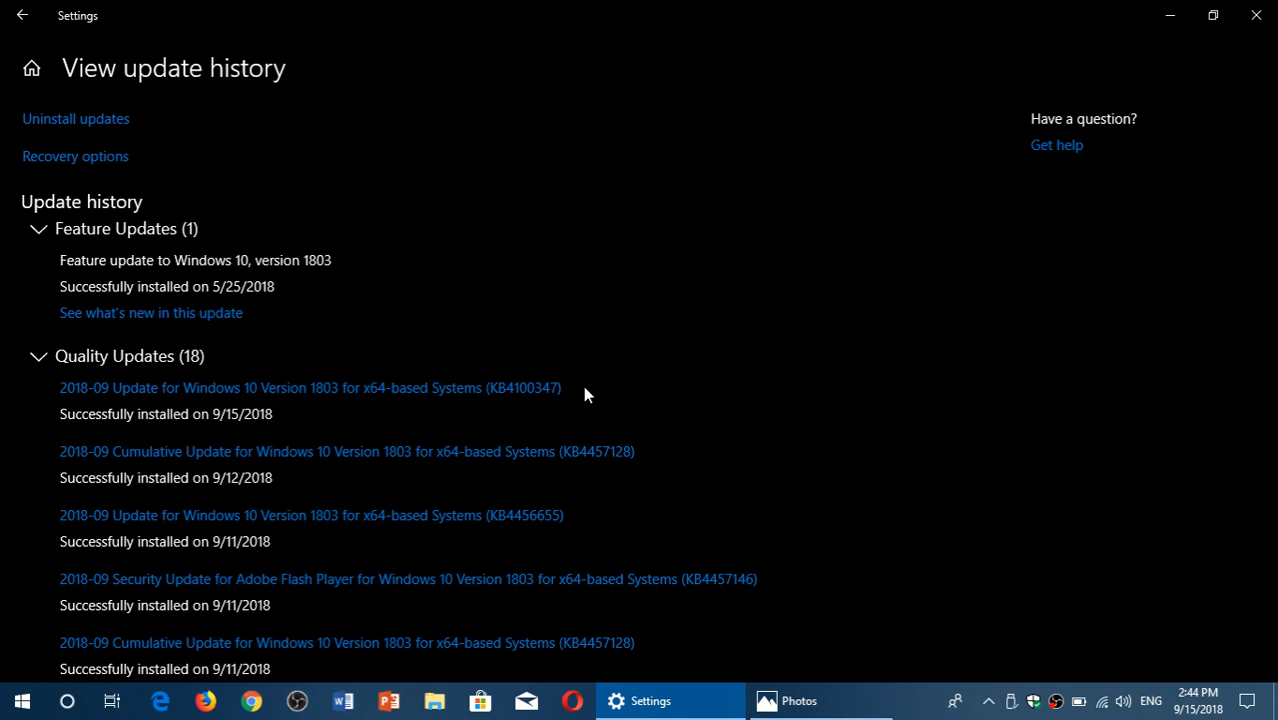 Settings
View update history
Uninstall updates
Recovery options
Have a question?
Get help
Update history
Feature Updates (1)
Feature update to Windows 10, version 1803
Successfully installed on 5/25/2018
See what's new in this update
Quality Updates (18)
2018-09 Update for Windows 10 Version 1803 for x64-based Systems (KB4100347)
Successfully installed on 9/15/2018
2018-09 Cumulative Update for Windows 10 Version 1803 for x64-based Systems (KB4457128)
Successfully installed on 9/12/2018
2018-09 Update for Windows 10 Version 1803 for x64-based Systems (KB4456655)
Successfully installed on 9/11/2018
2018-09 Security Update for Adobe Flash Player for Windows 10 Version 1803 for x64-based Systems (KB4457146)
Successfully installed on 9/11/2018
2018-09 Cumulative Update for Windows 10 Version 1803 for x64-based Systems (KB4457128)
Successfully installed on 9/11/2018
Settings
Photos
ENG
2:44 PM
9/15/2018